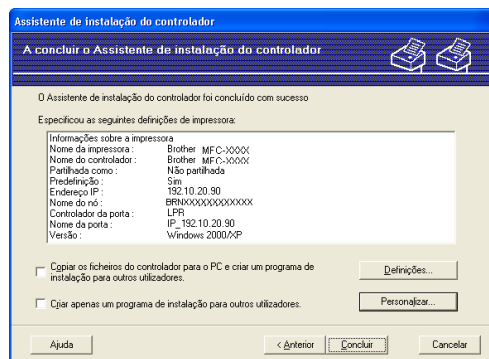 Assistente de instalação do controlador
A concluir o Assistente de instalação do controlador
O Assistente de instalação do controlador foi concluído com sucesso
Especificou as seguintes definições de impressora:
Informações sobre a impressora
Nome da impressora : Brother MFC-XXXX
Nome do controlador : Brother MFC-XXXX
Partilhada como : Não partilhada
Predefinição : Sim
Endereço IP : 192.10.20.90
Nome do nó : BRNXXXXXXXXXXXX
Controlador da porta : LPR
Nome da porta : IP_192.10.20.90
Versão : Windows 2000/XP
Copiar os ficheiros do controlador para o PC e criar um programa de
instalação para outros utilizadores.
Definições...
Criar apenas um programa de instalação para outros utilizadores.
Personalizar...
Ajuda
< Anterior
Concluir
Cancelar